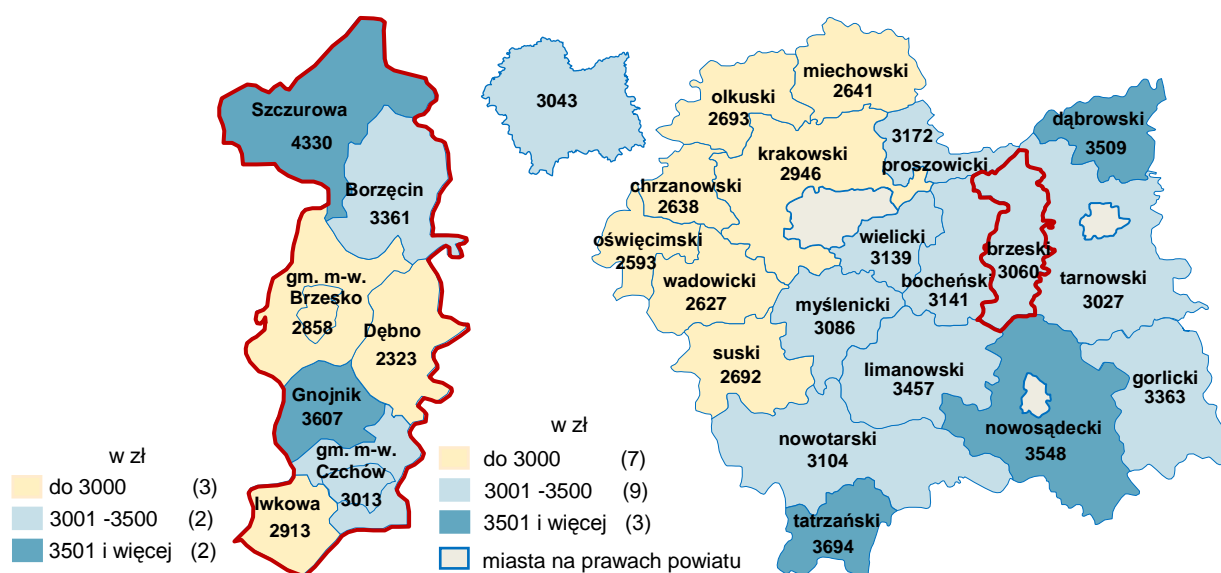 Szczurowa
4330
Borzęcin
3361
gm. m-w.
Brzesko
2858
Dębno
2323
Gnojnik
3607
gm. m-w.
Czchów
3013
Iwkowa
2913
w zł
do 3000 (3)
3001 -3500 (2)
3501 i więcej (2)
3043
miechowski
2641
olkuski
2693
3172
proszowicki
dąbrowski
3509
krakowski
2946
chrzanowski
2638
oświęcimski
2593
wadowicki
2627
wielicki
3139
bocheński
3141
brzeski
3060
tarnowski
3027
myślenicki
3086
suski
2692
limanowski
3457
gorlicki
3363
nowosądecki
3548
nowotarski
3104
tatrzański
3694
w zł
do 3000 (7)
3001 -3500 (9)
3501 i więcej (3)
miasta na prawach powiatu